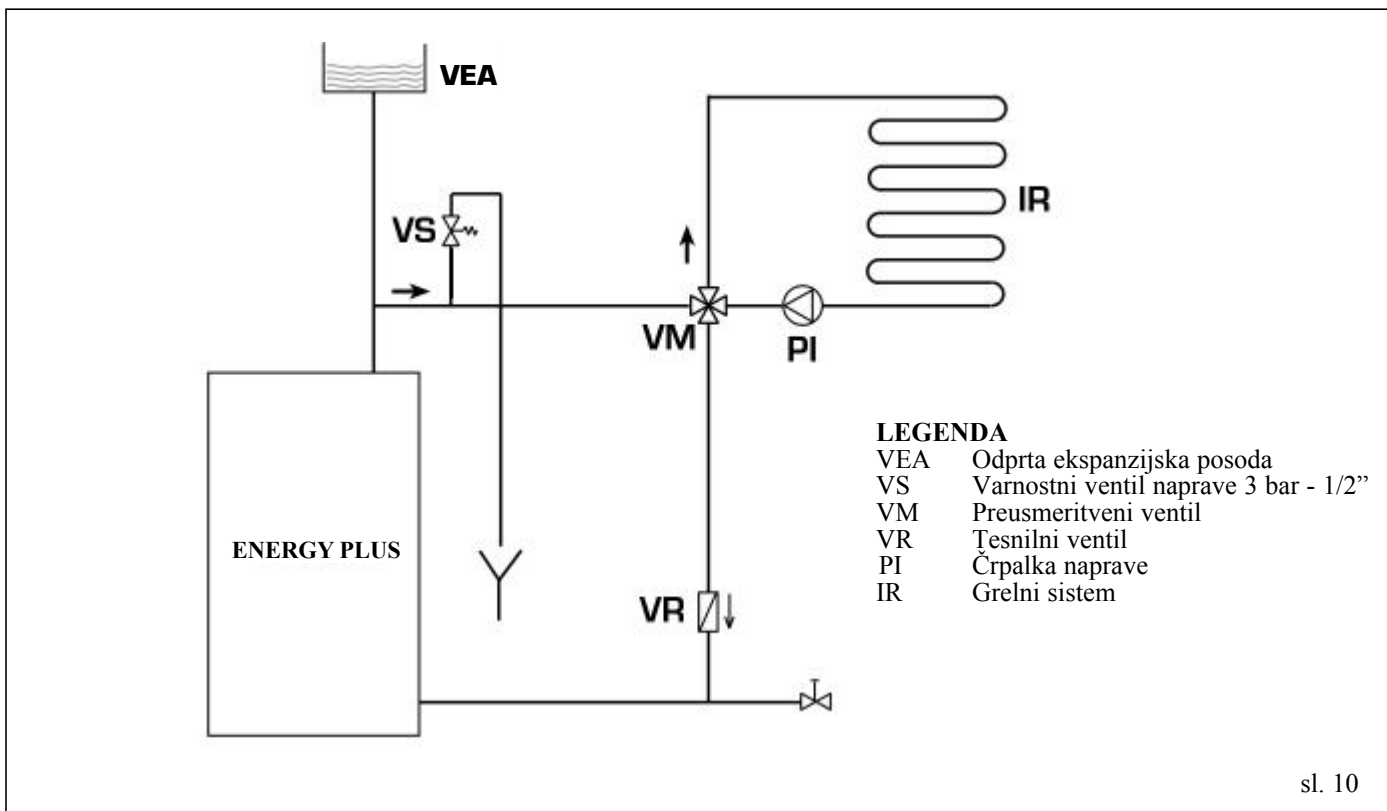 VEA
VS
IR
VM
PI
ENERGY PLUS
VR
LEGENDA
VEA Odprta ekspanzijska posoda
VS Varnostni ventil naprave 3 bar - 1/2”
VM Preusmeritveni ventil
VR Tesnilni ventil
PI Črpalka naprave
IR Grelni sistem
sl. 10